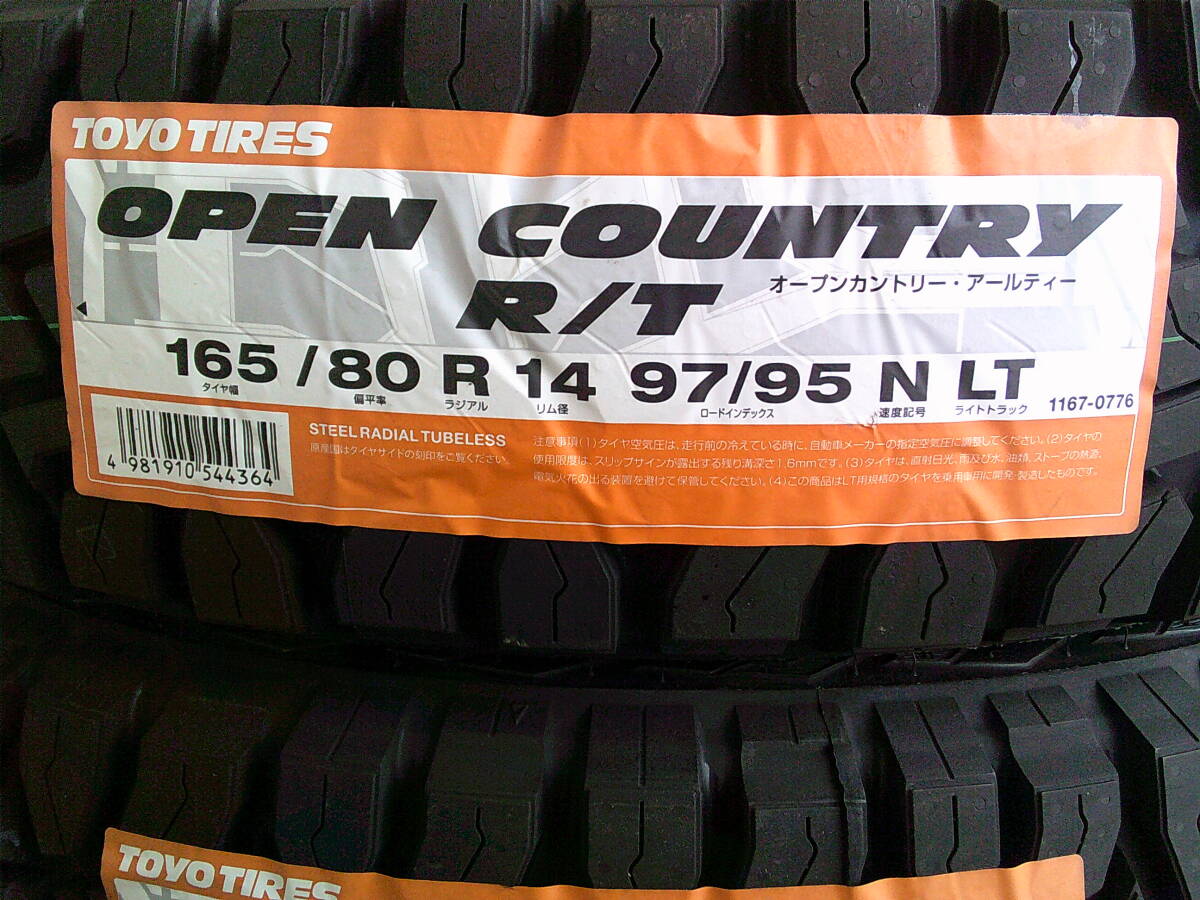 TOYO TIRES
OPEN COUNTRY
R/T
オープンカントリー・アールティー
165 / 80 R 14 97/95 N LT
タイヤ幅 偏平率 ラジアル リム径 ロードインデックス 速度記号 ライトトラック 1167-0776
STEEL RADIAL TUBELESS
原産国はタイヤサイドの刻印をご覧ください
4 981910 544364
注意事項(1)タイヤ空気圧は、走行前の冷えている時に、自動車メーカーの指定空気圧に調整してください。(2)タイヤの
使用限度は、スリップサインが露出する残り溝深さ1.6mmです。(3)タイヤは、直射日光、雨及び水、油類、ストーブの熱源、
電気火花の出る装置を避けて保管してください。(4)この商品はLT用規格のタイヤを乗用車用に開発・製造したものです。
TOYO TIRES